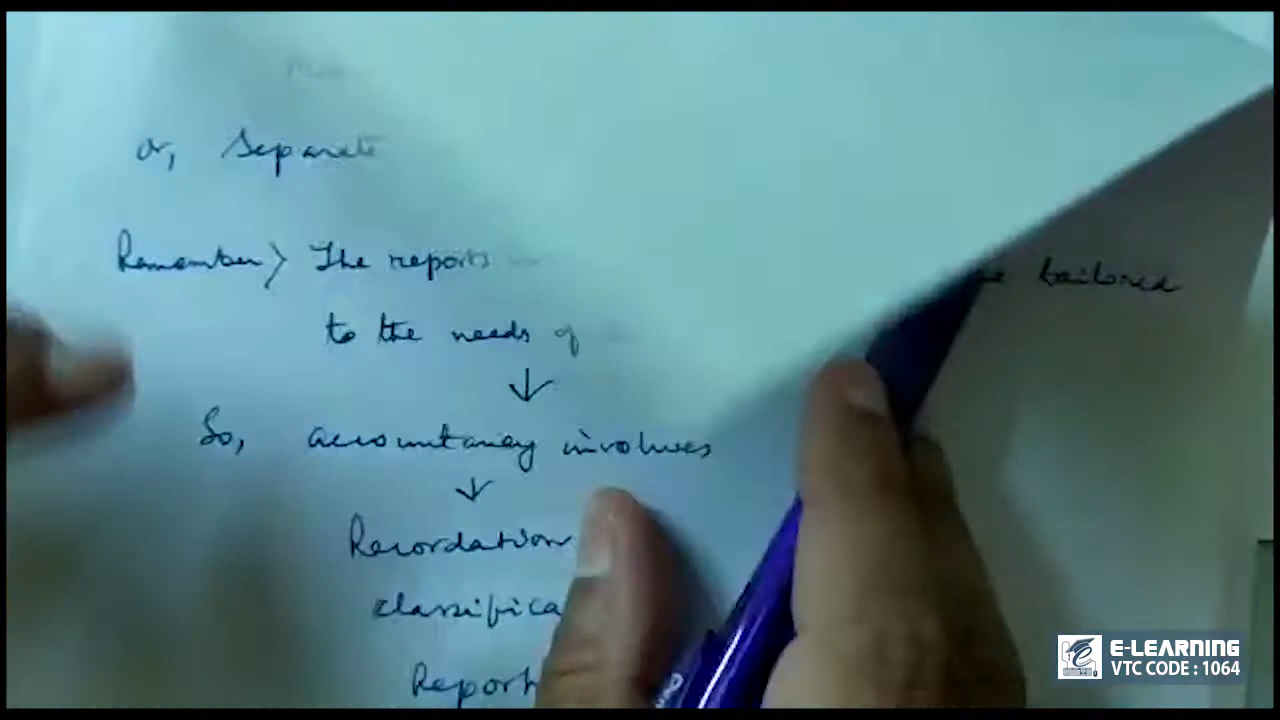 or, Separate
Remember> The reports tailored
to the needs of
↓
So, accountancy involves
↓
Recordation
classifica
Report
E-LEARNING
VTC CODE : 1064